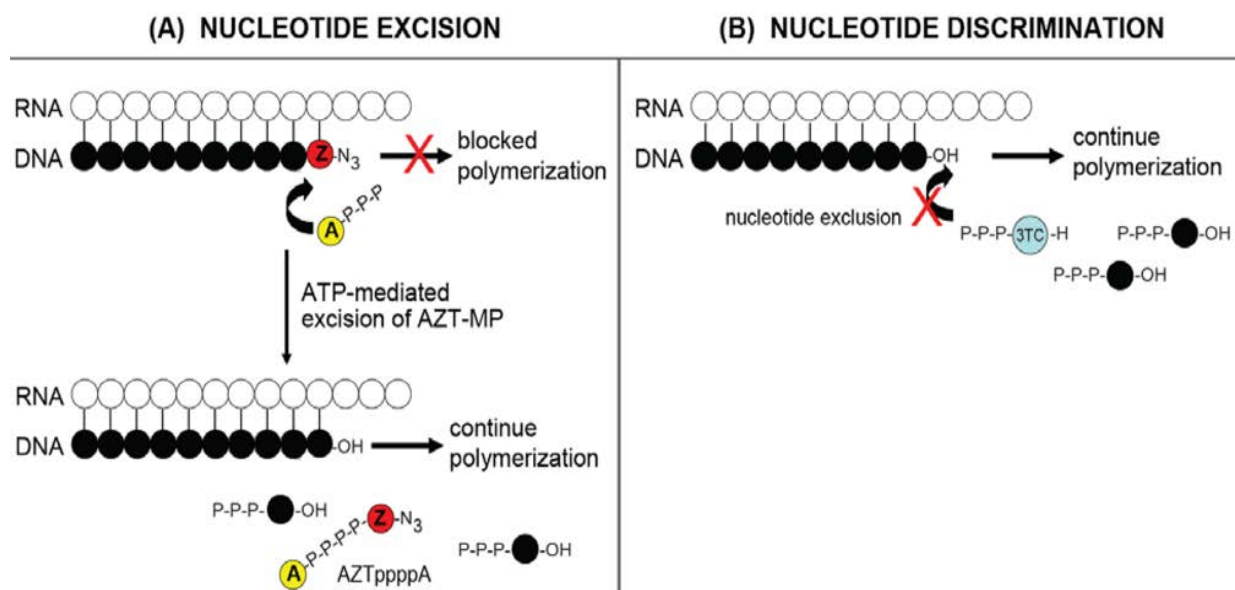 (A) NUCLEOTIDE EXCISION
RNA
DNA
Z
-N3
blocked
polymerization
A
-P-P-P
ATP-mediated
excision of AZT-MP
RNA
DNA
-OH
continue
polymerization
P-P-P-
-OH
A
-P-P-P-P-
Z
-N3
AZTppppA
P-P-P-
-OH
(B) NUCLEOTIDE DISCRIMINATION
RNA
DNA
-OH
continue
polymerization
nucleotide exclusion
P-P-P-
3TC
-H
P-P-P-
-OH
P-P-P-
-OH